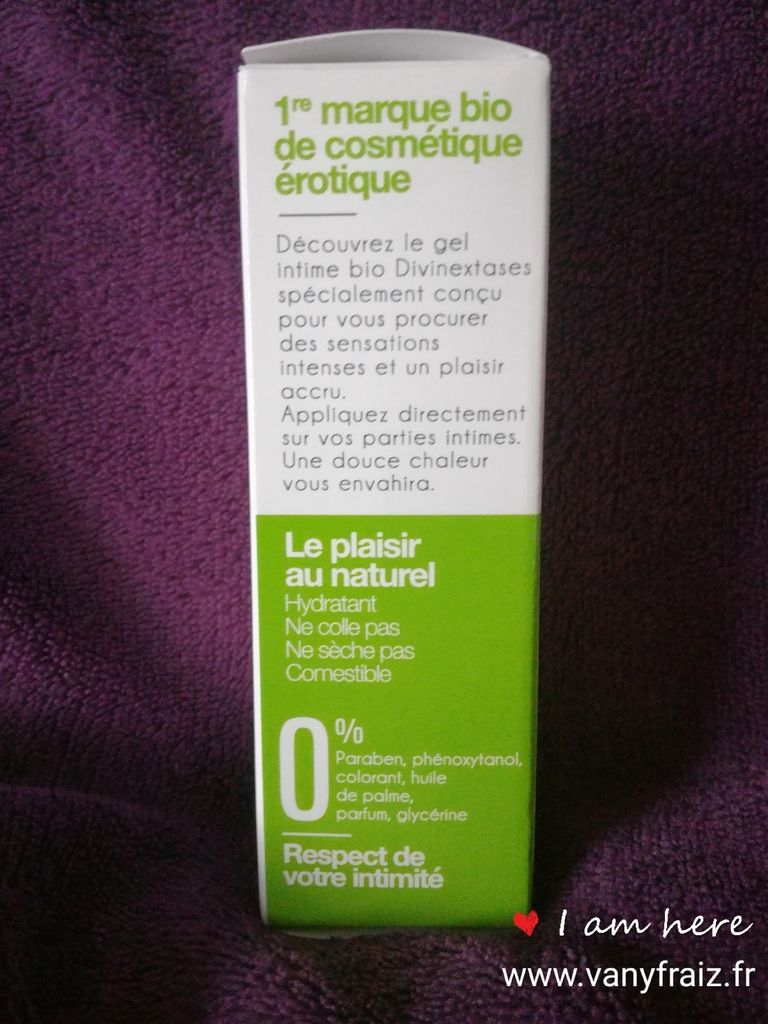 1re marque bio
de cosmétique
érotique
Découvrez le gel
intime bio Divinextases
spécialement conçu
pour vous procurer
des sensations
intenses et un plaisir
accru.
Appliquez directement
sur vos parties intimes.
Une douce chaleur
vous envahira.
Le plaisir
au naturel
Hydratant
Ne colle pas
Ne sèche pas
Comestible
0%
Paraben, phénoxytanol,
colorant, huile
de palme,
parfum, glycérine
Respect de
votre intimité
I am here
www.vanyfraiz.fr